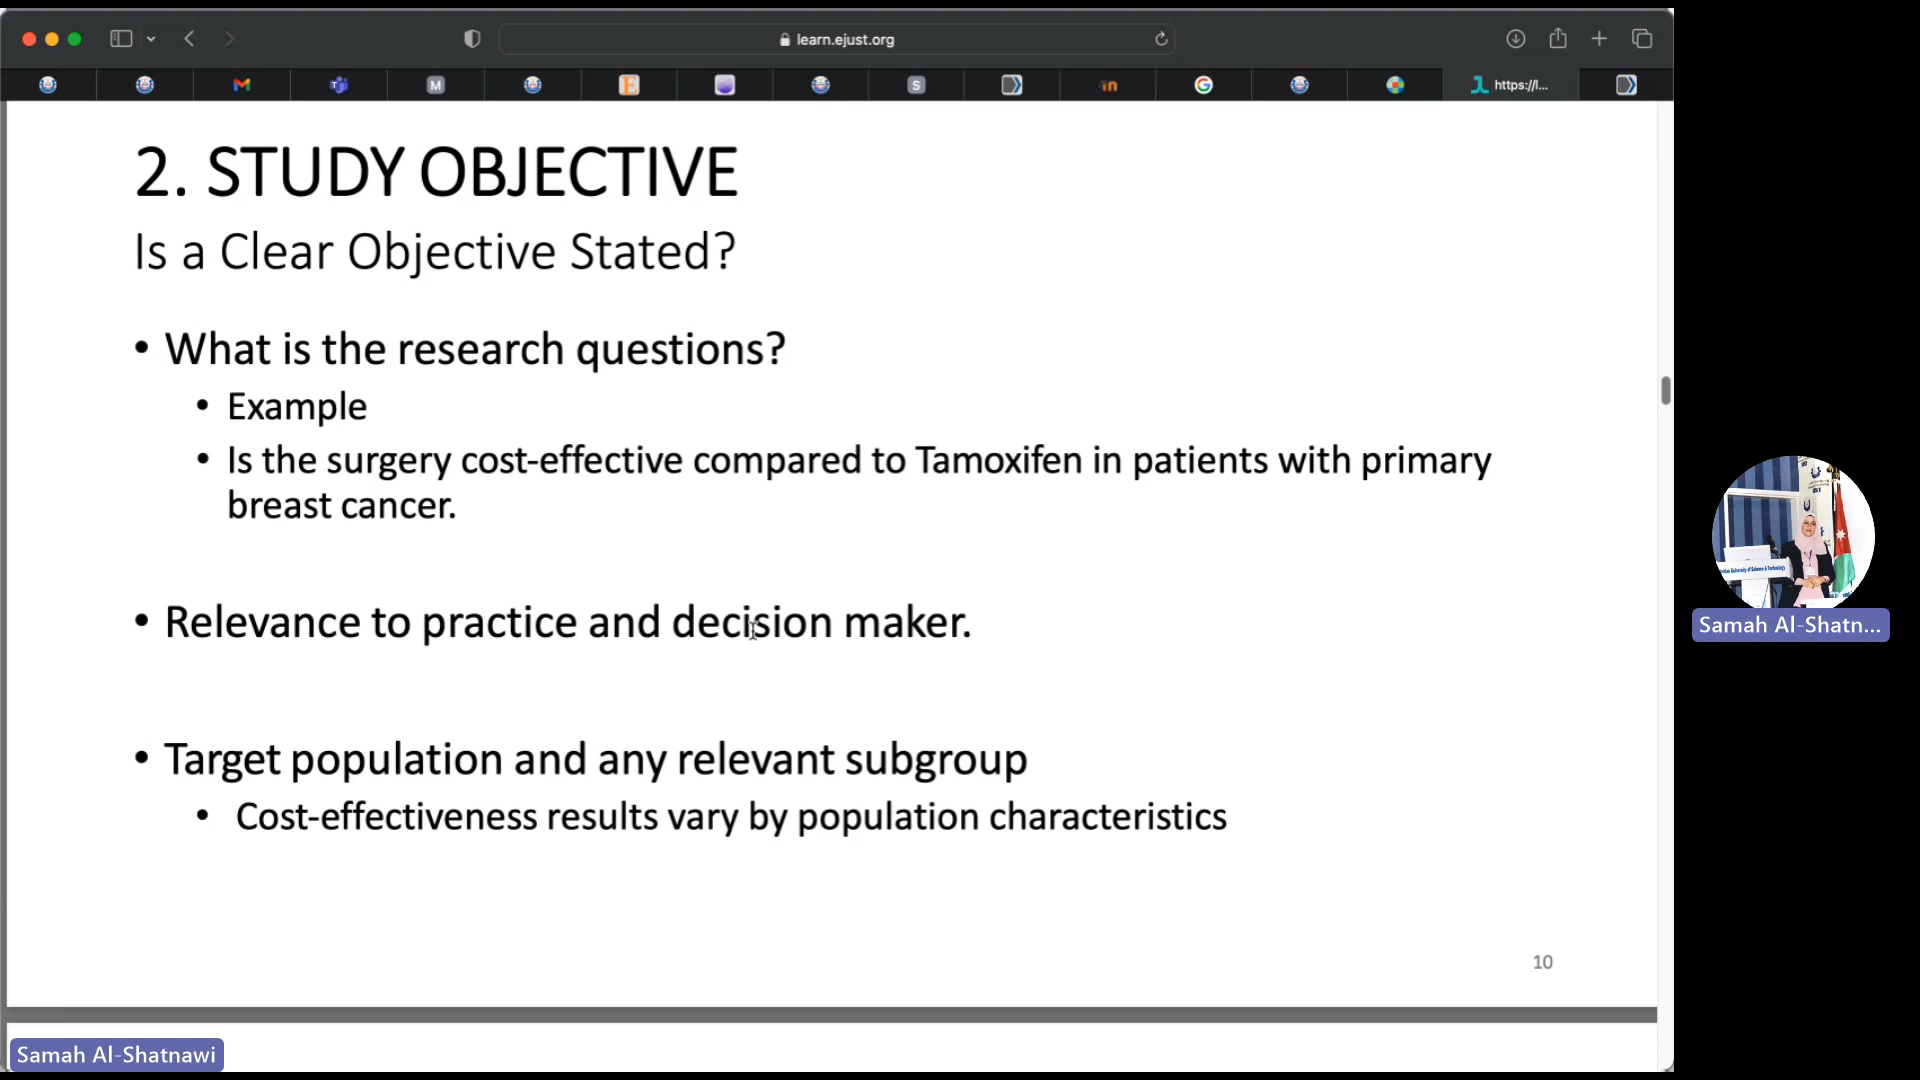 learn.ejust.org
M
S
in
https://l...
2. STUDY OBJECTIVE
Is a Clear Objective Stated?
• What is the research questions?
• Example
• Is the surgery cost-effective compared to Tamoxifen in patients with primary
breast cancer.
• Relevance to practice and decision maker.
• Target population and any relevant subgroup
• Cost-effectiveness results vary by population characteristics
10
Samah Al-Shatn...
Samah Al-Shatnawi